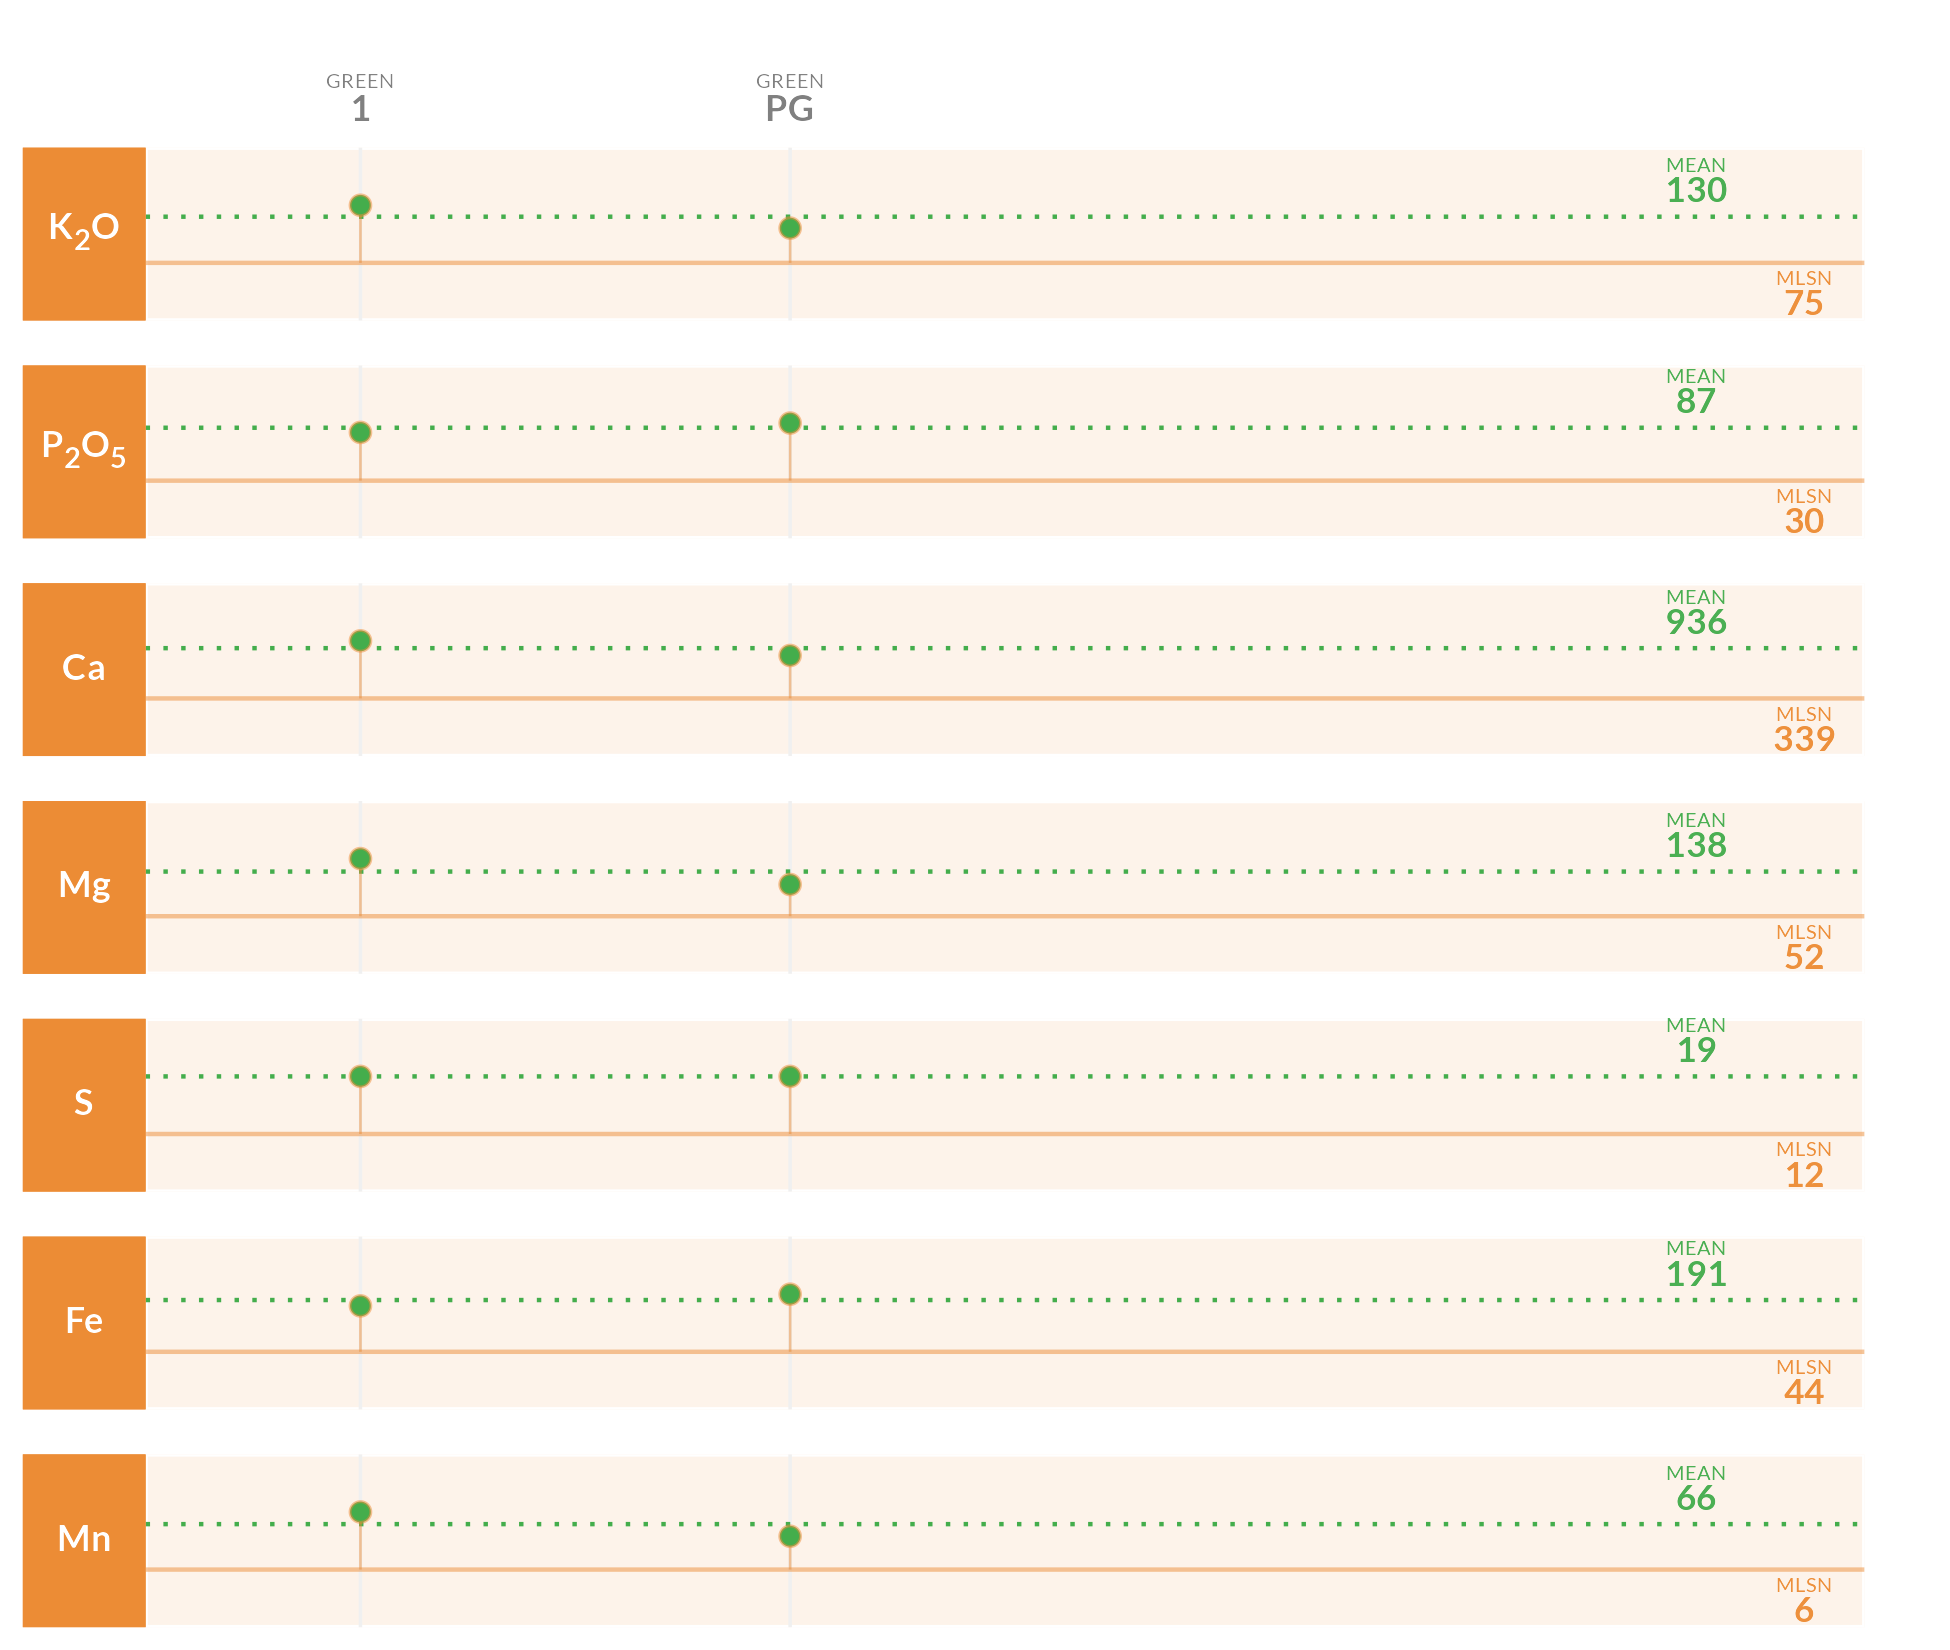 GREEN
1
GREEN
PG
K₂O
MEAN
130
MLSN
75
P₂O₅
MEAN
87
MLSN
30
Ca
MEAN
936
MLSN
339
Mg
MEAN
138
MLSN
52
S
MEAN
19
MLSN
12
Fe
MEAN
191
MLSN
44
Mn
MEAN
66
MLSN
6